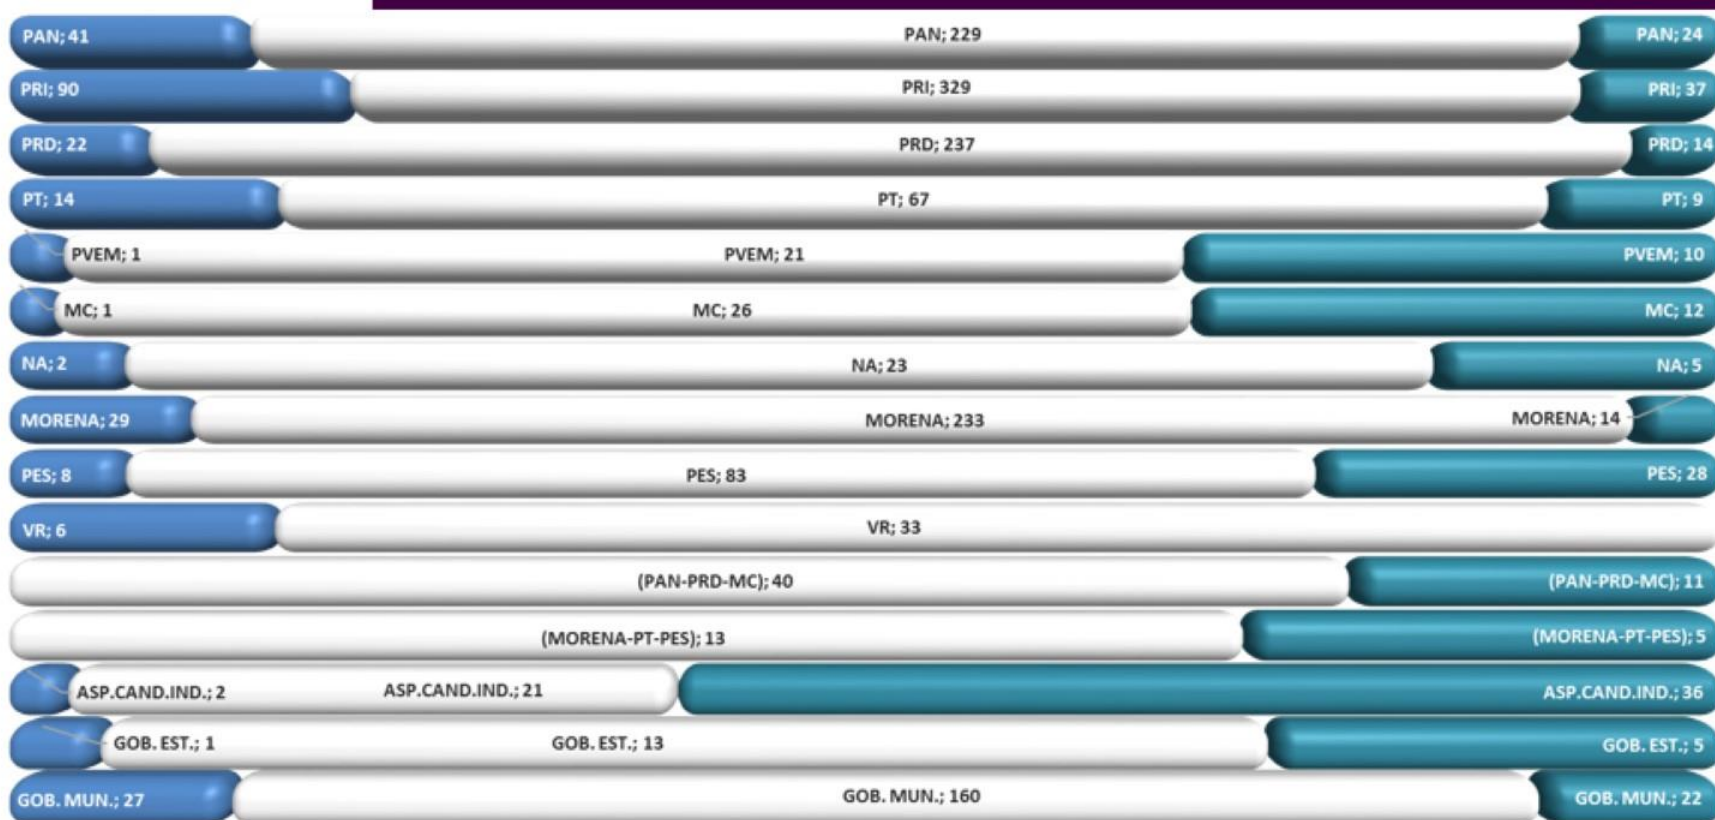 PAN; 41 PAN; 229 PAN; 24
PRI; 90 PRI; 329 PRI; 37
PRD; 22 PRD; 237 PRD; 14
PT; 14 PT; 67 PT; 9
PVEM; 1 PVEM; 21 PVEM; 10
MC; 1 MC; 26 MC; 12
NA; 2 NA; 23 NA; 5
MORENA; 29 MORENA; 233 MORENA; 14
PES; 8 PES; 83 PES; 28
VR; 6 VR; 33
(PAN-PRD-MC); 40 (PAN-PRD-MC); 11
(MORENA-PT-PES); 13 (MORENA-PT-PES); 5
ASP.CAND.IND.; 2 ASP.CAND.IND.; 21 ASP.CAND.IND.; 36
GOB. EST.; 1 GOB. EST.; 13 GOB. EST.; 5
GOB. MUN.; 27 GOB. MUN.; 160 GOB. MUN.; 22